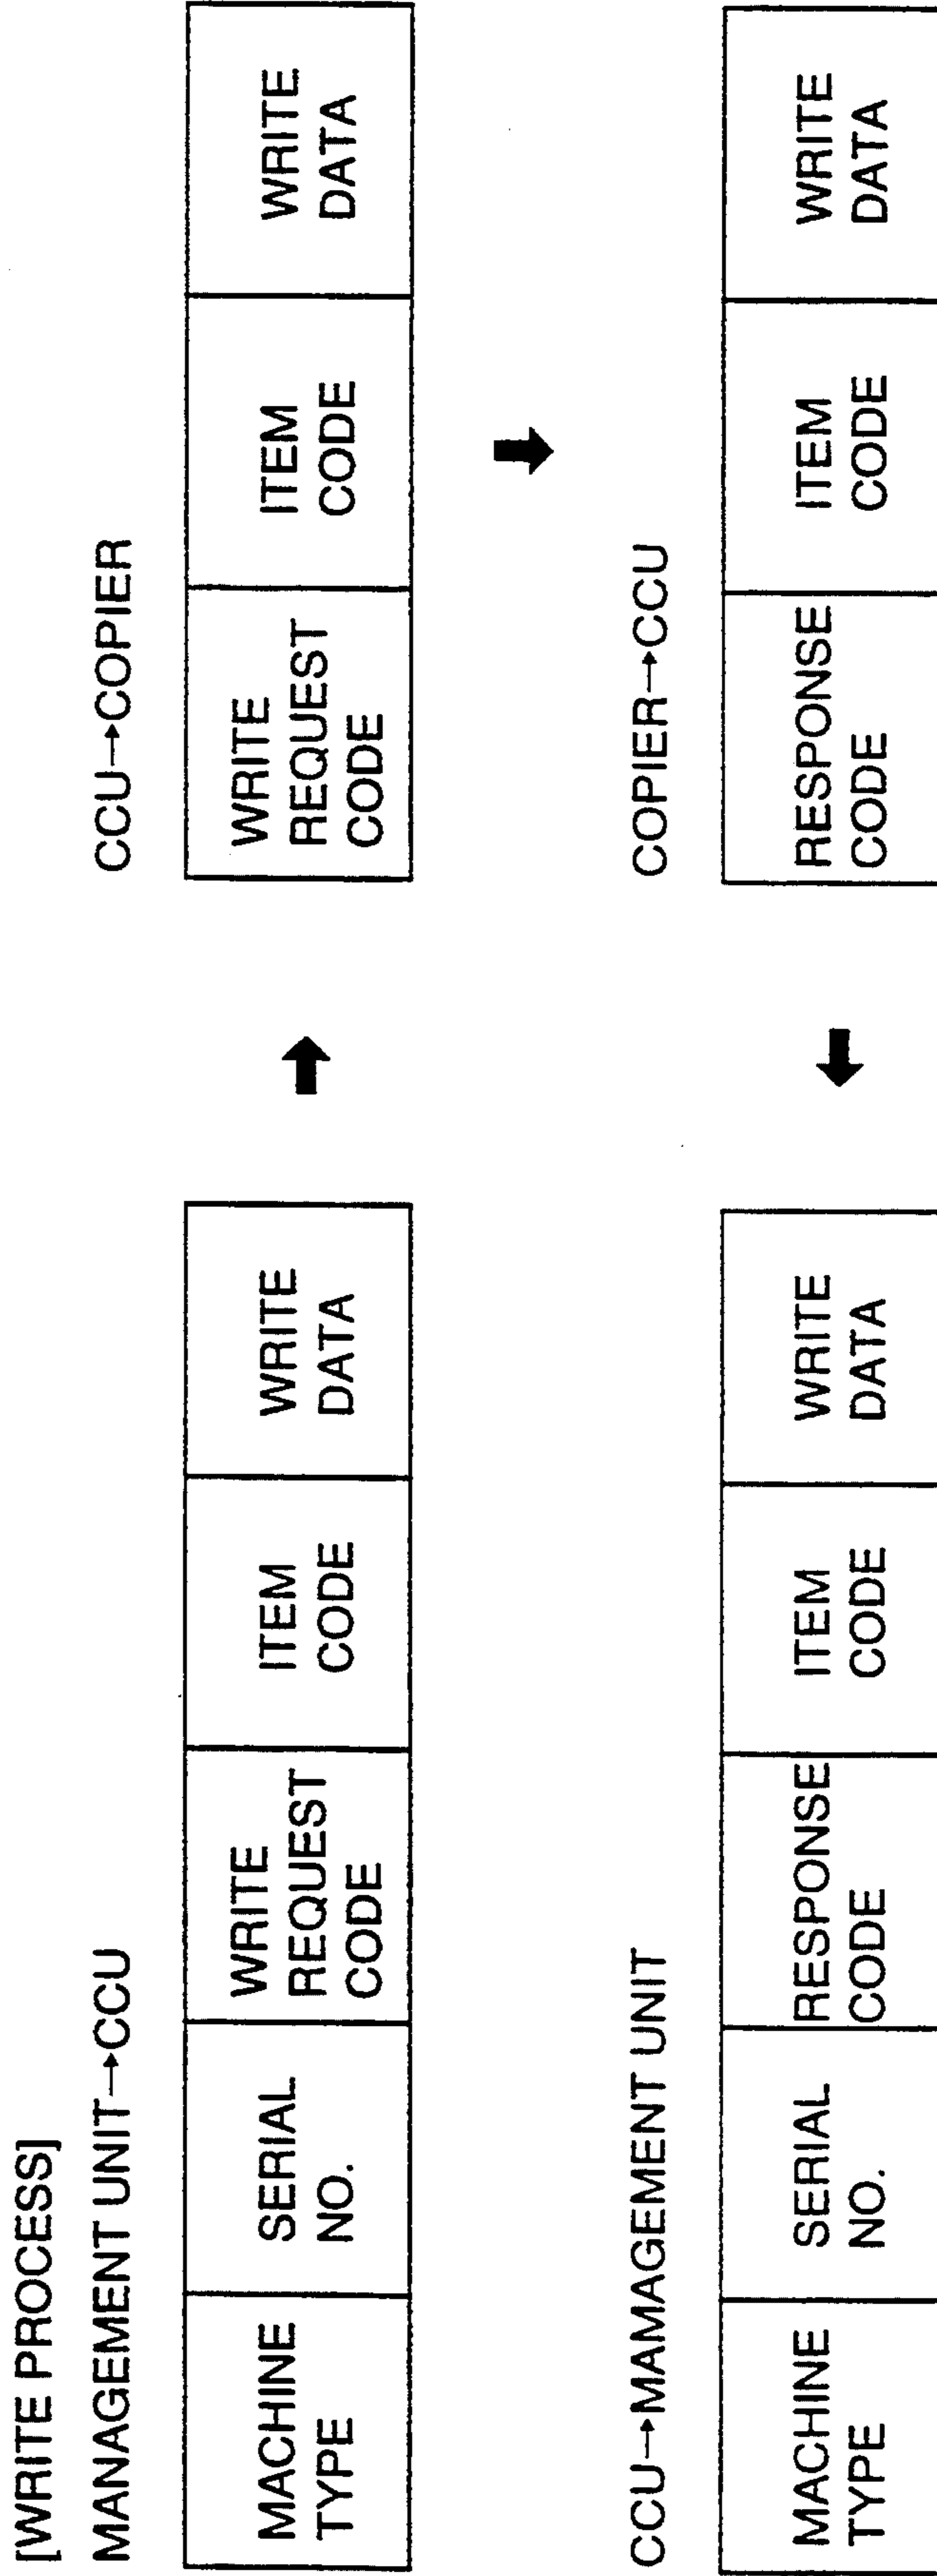 [WRITE PROCESS]
MANAGEMENT UNIT→CCU
MACHINE
TYPE
SERIAL
NO.
WRITE
REQUEST
CODE
ITEM
CODE
WRITE
DATA
CCU→COPIER
WRITE
REQUEST
CODE
ITEM
CODE
WRITE
DATA
COPIER→CCU
RESPONSE
CODE
ITEM
CODE
WRITE
DATA
CCU→MAMAGEMENT UNIT
MACHINE
TYPE
SERIAL
NO.
RESPONSE
CODE
ITEM
CODE
WRITE
DATA